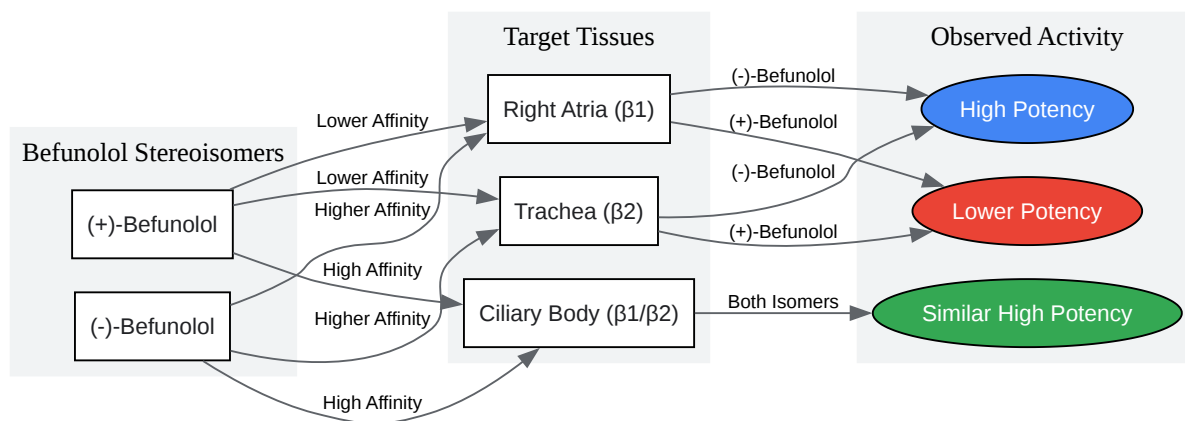 Target Tissues
Observed Activity
Befunolol Stereoisomers
(+)-Befunolol
(-)-Befunolol
Lower Affinity
Lower Affinity
Higher Affinity
High Affinity
Higher Affinity
High Affinity
Right Atria (β1)
Trachea (β2)
Ciliary Body (β1/β2)
(-)-Befunolol
(+)-Befunolol
(-)-Befunolol
(+)-Befunolol
Both Isomers
High Potency
Lower Potency
Similar High Potency